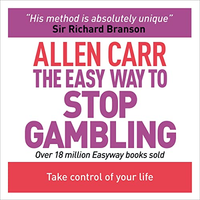 "His method is absolutely unique"
Sir Richard Branson
ALLEN CARR
THE EASY WAY TO
STOP
GAMBLING
Over 18 million Easyway books sold
Take control of your life